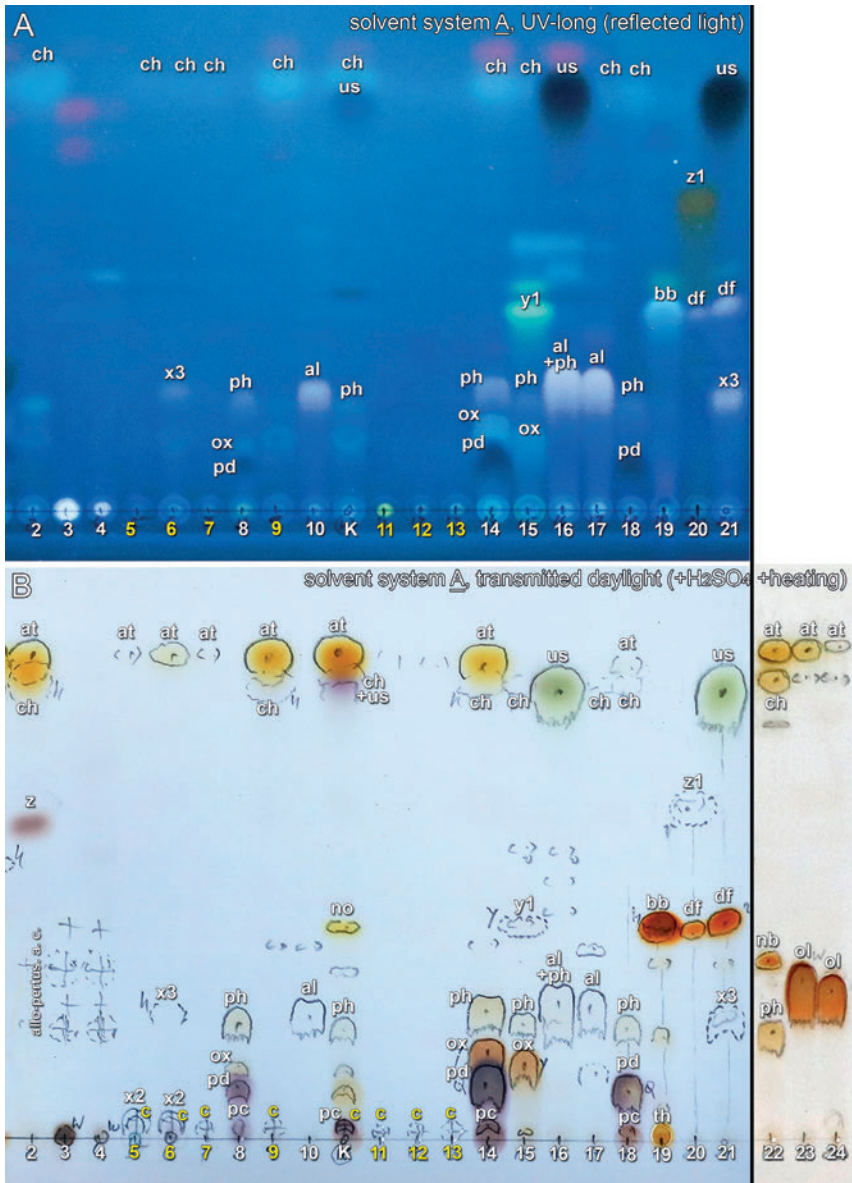 A solvent system A, UV-long (reflected light)
ch ch ch ch ch ch ch ch us ch ch us
us
z1
y1 bb df df
x3 ph al ph ph ph al +ph al ph x3
ox pd ox pd ox pd
2 3 4 5 6 7 8 9 10 K 11 12 13 14 15 16 17 18 19 20 21
B solvent system A, transmitted daylight (+H₂SO₄ +heating)
at at at at at at at at us us at at at
ch ch ch +us ch ch ch ch ch
z z1
no y1 bb df df
nb ol ol
allo-pertus. a. c.
x3 ph al ph ph ph al +ph al ph x3 ph
ox pd ox pd ox pd
x2 c x2 c c pc c pc c c c c pc pc th
2 3 4 5 6 7 8 9 10 K 11 12 13 14 15 16 17 18 19 20 21 22 23 24